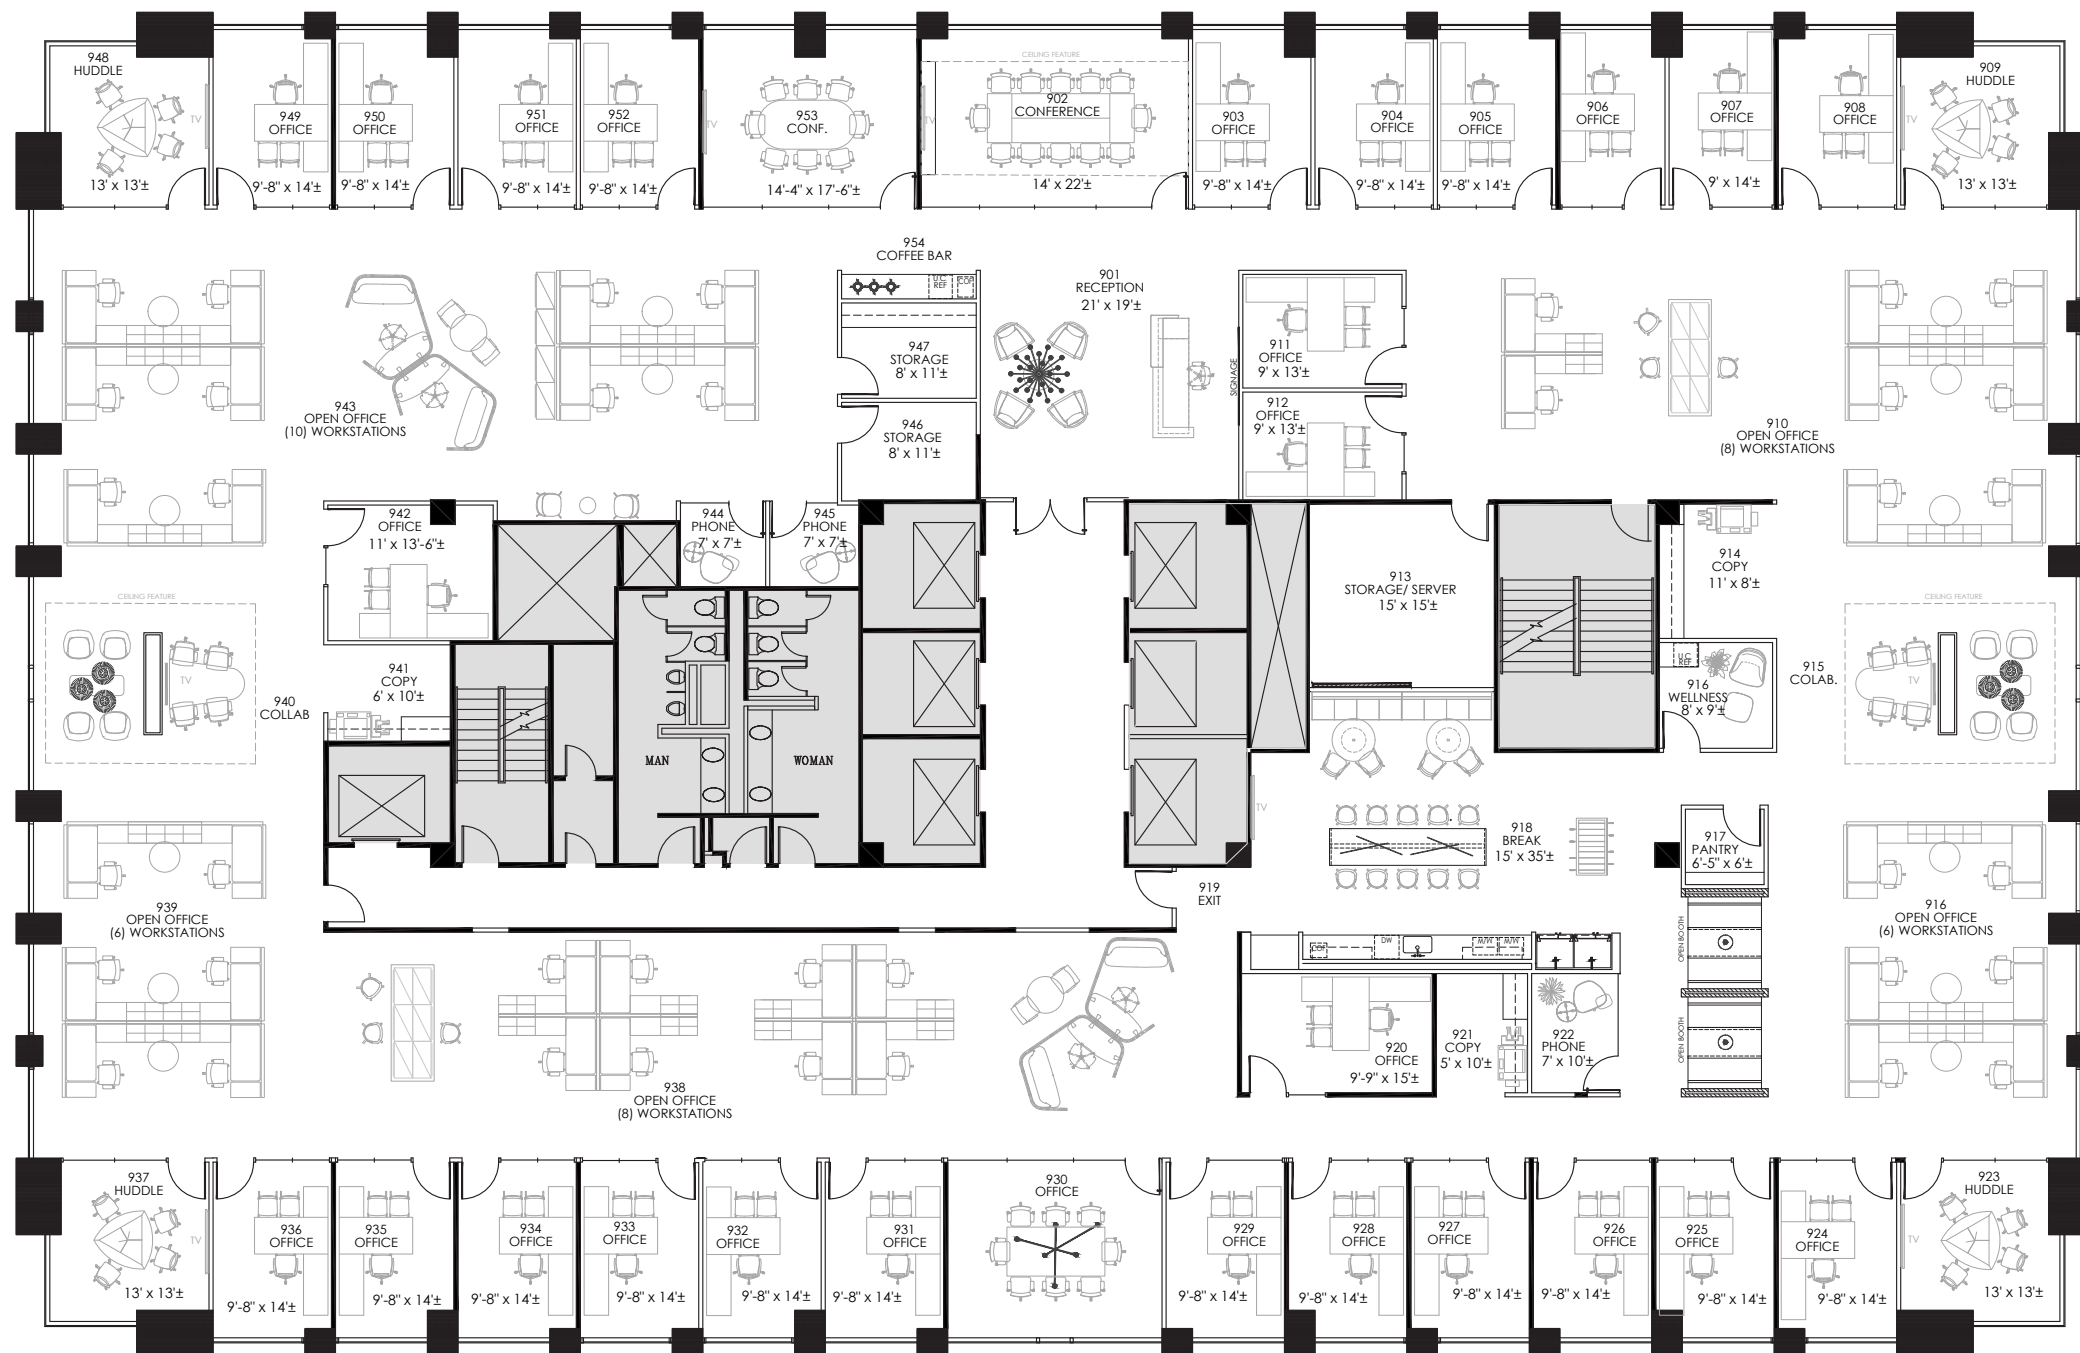 948
HUDDLE
TV
13' x 13'±
949
OFFICE
9'-8" x 14'±
950
OFFICE
9'-8" x 14'±
951
OFFICE
9'-8" x 14'±
952
OFFICE
9'-8" x 14'±
TV
953
CONF.
14'-4" x 17'-6"±
CEILING FEATURE
TV
902
CONFERENCE
14' x 22'±
903
OFFICE
9'-8" x 14'±
904
OFFICE
9'-8" x 14'±
905
OFFICE
9'-8" x 14'±
906
OFFICE
907
OFFICE
9' x 14'±
908
OFFICE
909
HUDDLE
TV
13' x 13'±
954
COFFEE BAR
U.C
REF
COF
901
RECEPTION
21' x 19'±
947
STORAGE
8' x 11'±
946
STORAGE
8' x 11'±
SIGNAGE
911
OFFICE
9' x 13'±
912
OFFICE
9' x 13'±
943
OPEN OFFICE
(10) WORKSTATIONS
910
OPEN OFFICE
(8) WORKSTATIONS
942
OFFICE
11' x 13'-6"±
944
PHONE
7' x 7'±
945
PHONE
7' x 7'±
913
STORAGE/ SERVER
15' x 15'±
914
COPY
11' x 8'±
CEILING FEATURE
TV
940
COLLAB
941
COPY
6' x 10'±
MAN
WOMAN
U.C
REF
916
WELLNESS
8' x 9'±
915
COLAB.
CEILING FEATURE
TV
TV
918
BREAK
15' x 35'±
917
PANTRY
6'-5" x 6'±
919
EXIT
939
OPEN OFFICE
(6) WORKSTATIONS
916
OPEN OFFICE
(6) WORKSTATIONS
COF
DW
M/W
M/W
OPEN BOOTH
OPEN BOOTH
920
OFFICE
9'-9" x 15'±
921
COPY
5' x 10'±
922
PHONE
7' x 10'±
938
OPEN OFFICE
(8) WORKSTATIONS
937
HUDDLE
TV
13' x 13'±
936
OFFICE
9'-8" x 14'±
935
OFFICE
9'-8" x 14'±
934
OFFICE
9'-8" x 14'±
933
OFFICE
9'-8" x 14'±
932
OFFICE
9'-8" x 14'±
931
OFFICE
9'-8" x 14'±
930
OFFICE
929
OFFICE
9'-8" x 14'±
928
OFFICE
9'-8" x 14'±
927
OFFICE
9'-8" x 14'±
926
OFFICE
9'-8" x 14'±
925
OFFICE
9'-8" x 14'±
924
OFFICE
9'-8" x 14'±
923
HUDDLE
TV
13' x 13'±